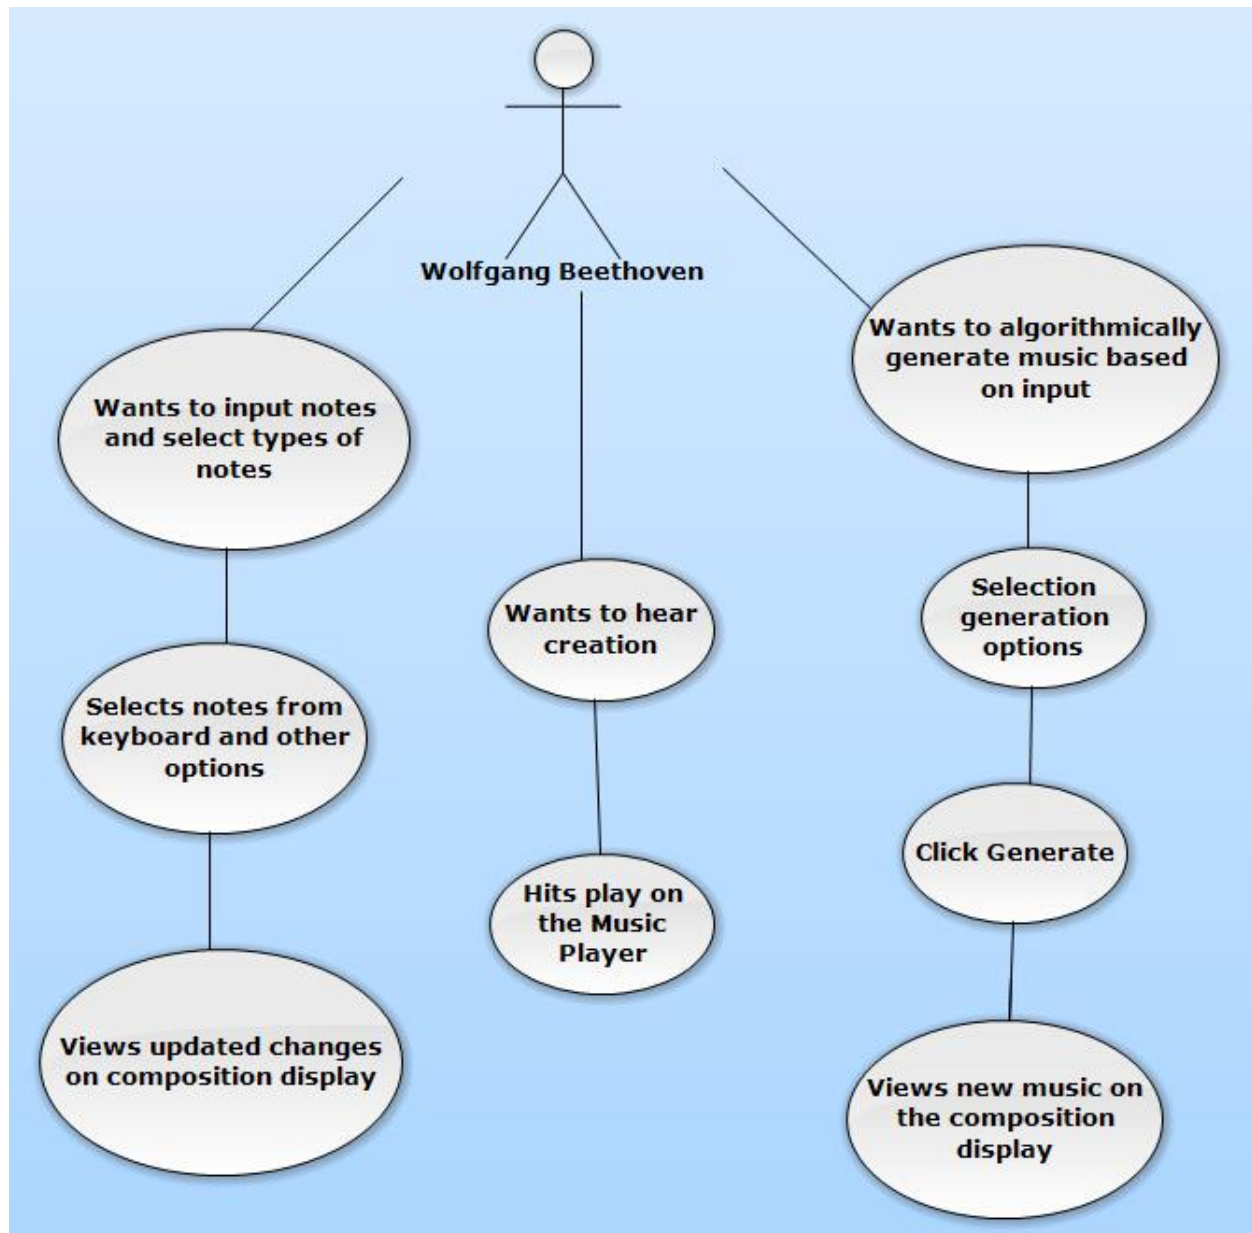 Wolfgang Beethoven
Wants to input notes
and select types of
notes
Selects notes from
keyboard and other
options
Views updated changes
on composition display
Wants to hear
creation
Hits play on
the Music
Player
Wants to algorithmically
generate music based
on input
Selection
generation
options
Click Generate
Views new music on
the composition
display